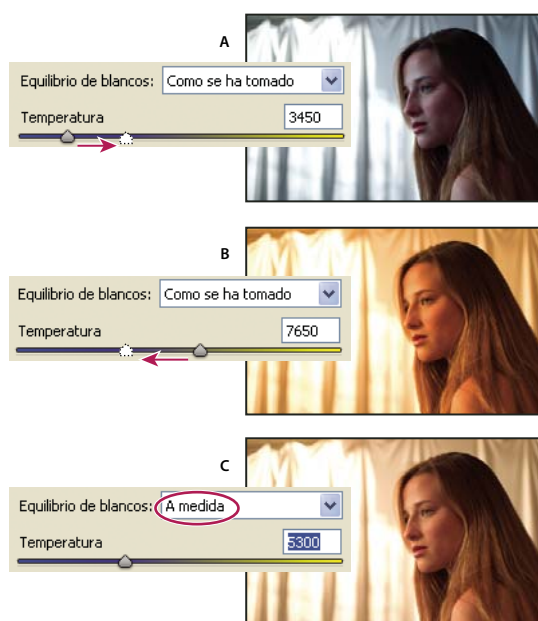 A
Equilibrio de blancos: Como se ha tomado
Temperatura 3450
B
Equilibrio de blancos: Como se ha tomado
Temperatura 7650
C
Equilibrio de blancos: A medida
Temperatura 5300